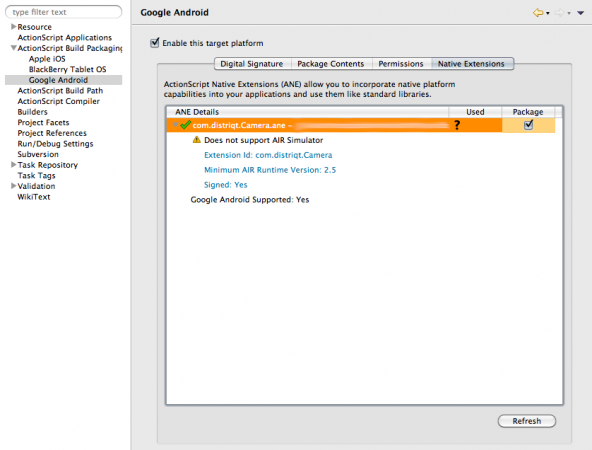 type filter text
Resource
ActionScript Applications
ActionScript Build Packaging
Apple iOS
BlackBerry Tablet OS
Google Android
ActionScript Build Path
ActionScript Compiler
Builders
Project Facets
Project References
Run/Debug Settings
Subversion
Task Repository
Task Tags
Validation
WikiText
Google Android
Enable this target platform
Digital Signature Package Contents Permissions Native Extensions
ActionScript Native Extensions (ANE) allow you to incorporate native platform
capabilities into your applications and use them like standard libraries.
ANE Details Used Package
com.distriqt.Camera.ane – ?
Does not support AIR Simulator
Extension Id: com.distriqt.Camera
Minimum AIR Runtime Version: 2.5
Signed: Yes
Google Android Supported: Yes
Refresh